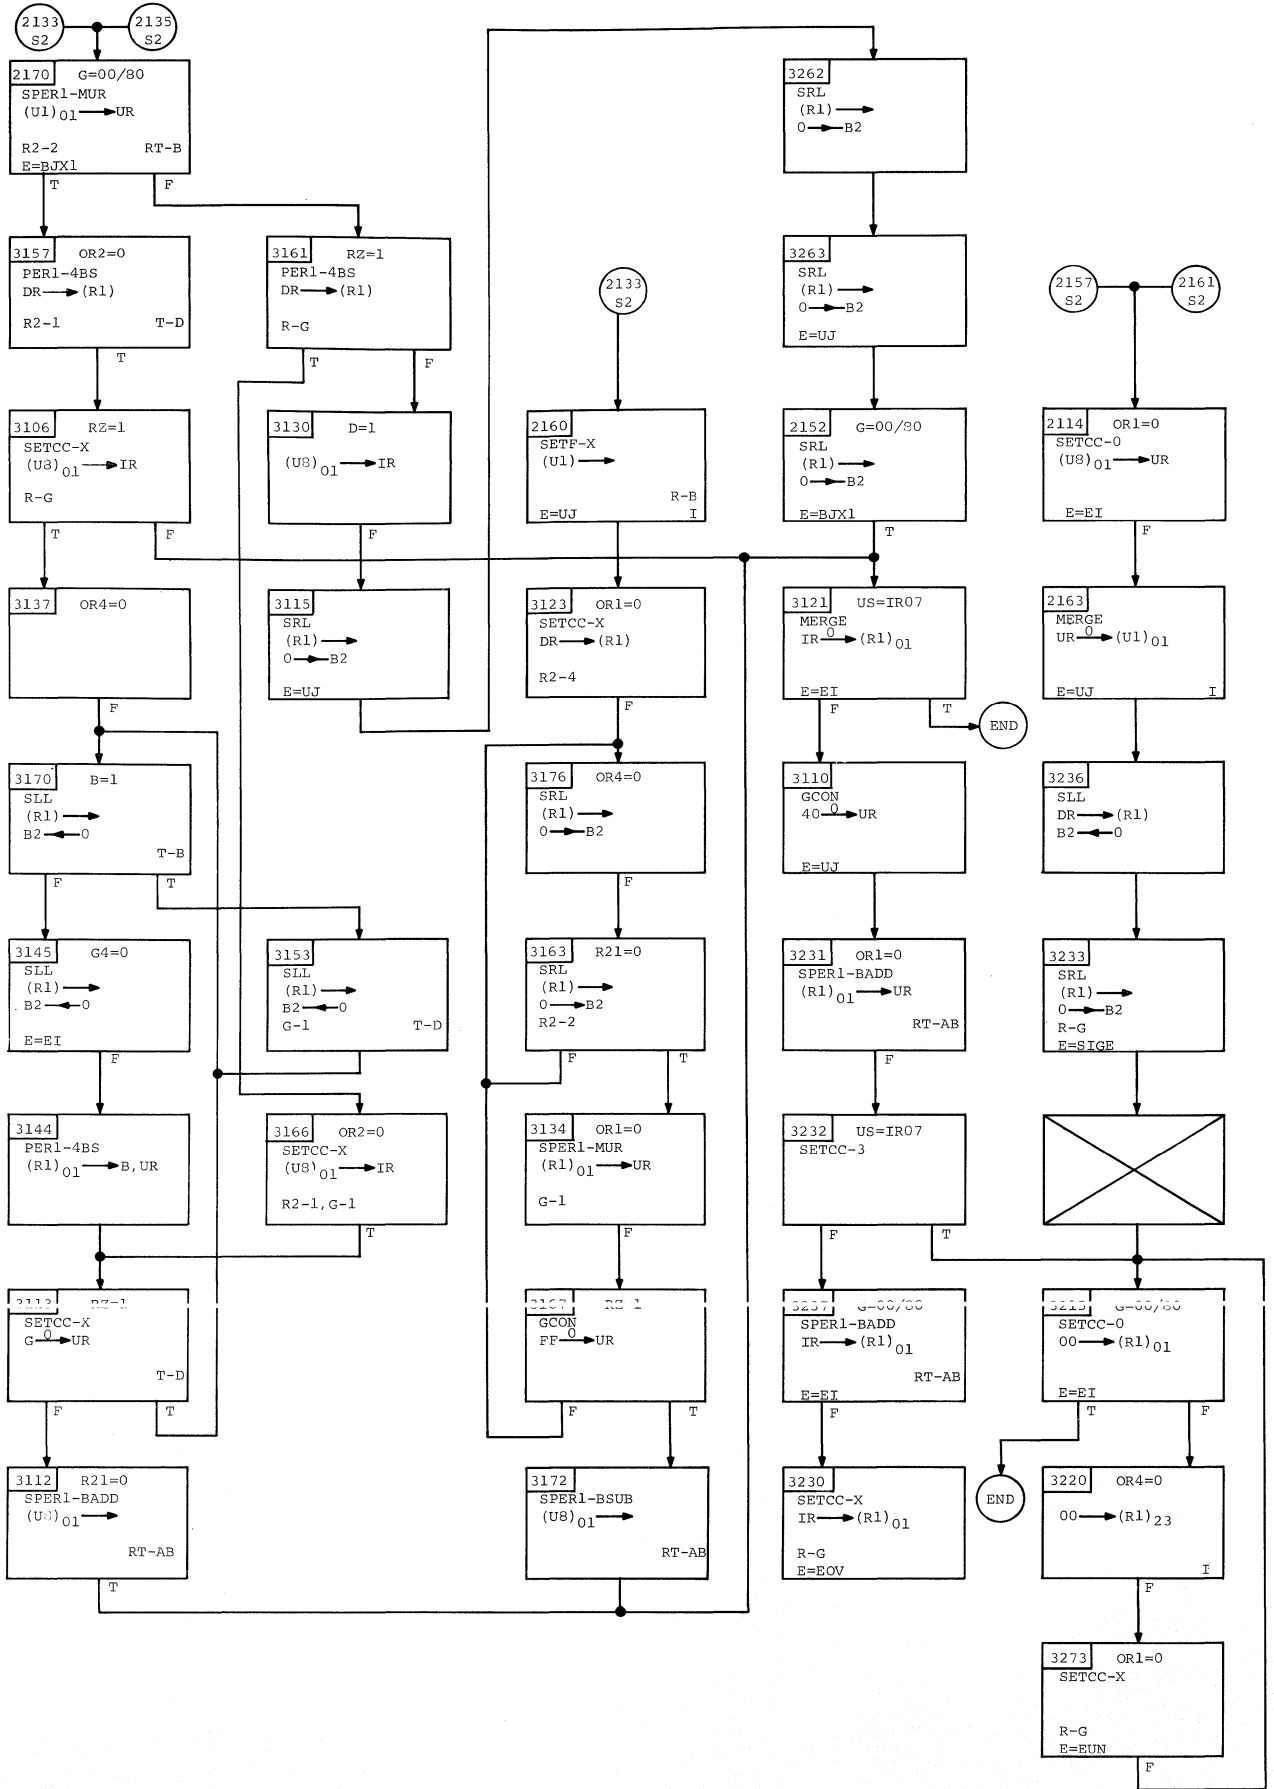 2133
S2
2135
S2
2170 G=00/80
SPER1-MUR
(U1)01 UR
R2-2 RT-B
E=BJX1
T F
3157 OR2=0
PER1-4BS
DR (R1)
R2-1 T-D
T
3106 RZ=1
SETCC-X
(U8)01 IR
R-G
T F
3137 OR4=0
F
3170 B=1
SLL
(R1)
B2 0
T-B
F T
3145 G4=0
SLL
(R1)
B2 0
E=EI
F
3144
PER1-4BS
(R1)01 B,UR
SETCC-X
G 0 UR
T-D
F T
3112 R21=0
SPER1-BADD
01
RT-AB
T
3161 RZ=1
PER1-4BS
DR (R1)
R-G
T F
3130 D=1
(U8)01 IR
F
3115
SRL
(R1)
0 B2
E=UJ
3153
SLL
(R1)
B2 0
G-1 T-D
3166 OR2=0
SETCC-X
(U8)01 IR
R2-1,G-1
T
2133
S2
2160
SETF-X
(U1)
R-B
E=UJ I
3123 OR1=0
SETCC-X
DR (R1)
R2-4
F
3176 OR4=0
SRL
(R1)
0 B2
F
3163 R21=0
SRL
(R1)
0 B2
R2-2
F T
3134 OR1=0
SPER1-MUR
(R1)01 UR
G-1
F
3167 RZ=1
GCON
FF 0 UR
F T
3172
SPER1-BSUB
(U8)01
RT-AB
3262
SRL
(R1)
0 B2
3263
SRL
(R1)
0 B2
E=UJ
2152 G=00/80
SRL
(R1)
0 B2
E=BJX1
T
3121 US=IR07
MERGE
IR 0 (R1)01
E=EI
F T
END
3110
GCON
40 0 UR
E=UJ
3231 OR1=0
SPER1-BADD
(R1)01 UR
RT-AB
F
3232 US=IR07
SETCC-3
F T
3237 G=00/80
SPER1-BADD
IR (R1)01
RT-AB
E=EI
F
3230
SETCC-X
IR (R1)01
R-G
E=EOV
2157
S2
2161
S2
2114 OR1=0
SETCC-0
(U8)01 UR
E=EI
F
2163
MERGE
UR 0 (U1)01
E=UJ I
3236
SLL
DR (R1)
B2 0
3233
SRL
(R1)
0 B2
R-G
E=SIGE
G=00/80
SETCC-0
00 (R1)01
E=EI
T F
END
3220 OR4=0
00 (R1)23
I
F
3273 OR1=0
SETCC-X
R-G
E=EUN
F